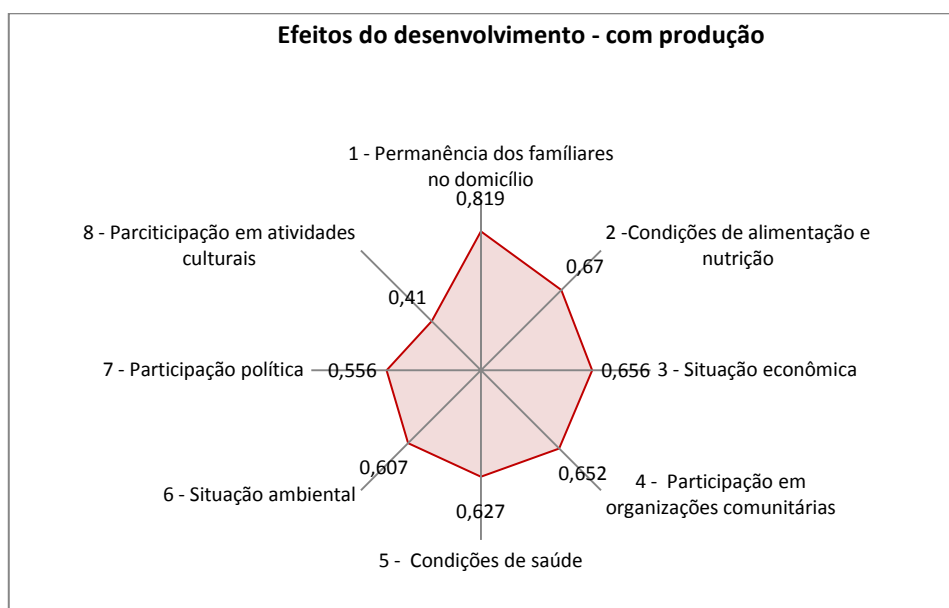 Efeitos do desenvolvimento - com produção
1 - Permanência dos famíliares
no domicílio
0,819
2 -Condições de alimentação e
nutrição
0,67
3 - Situação econômica
0,656
4 -  Participação em
organizações comunitárias
0,652
5 -  Condições de saúde
0,627
6 - Situação ambiental
0,607
7 - Participação política
0,556
8 - Parciticipação em atividades
culturais
0,41